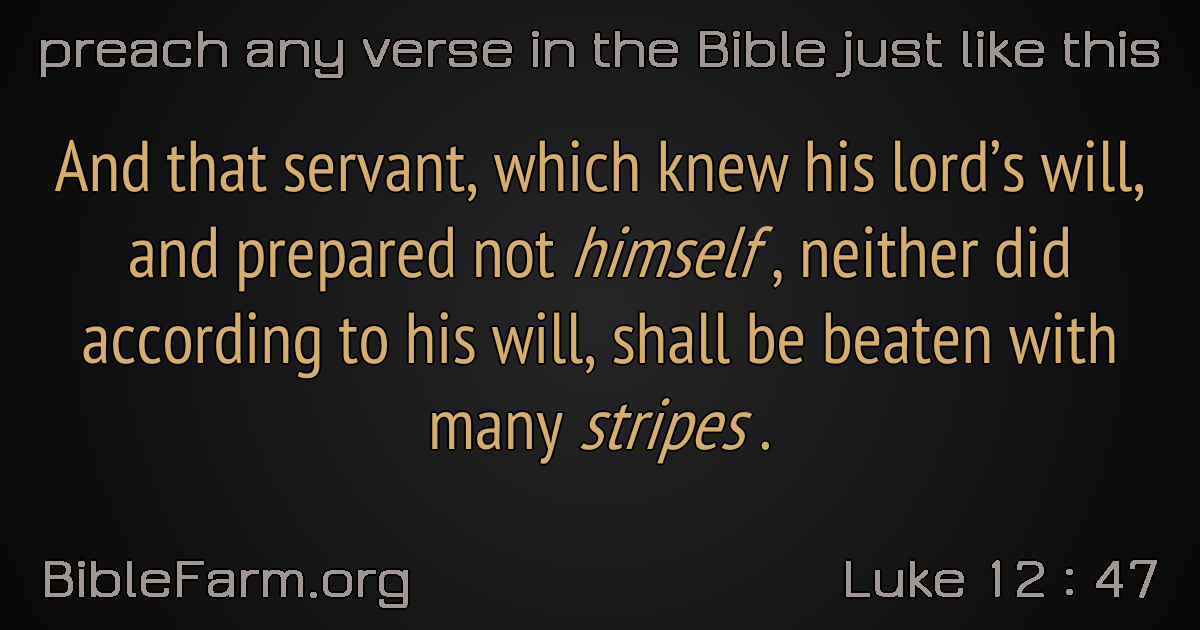 preach any verse in the Bible just like this
And that servant, which knew his lord’s will,
and prepared not himself , neither did
according to his will, shall be beaten with
many stripes .
BibleFarm.org
Luke 12 : 47